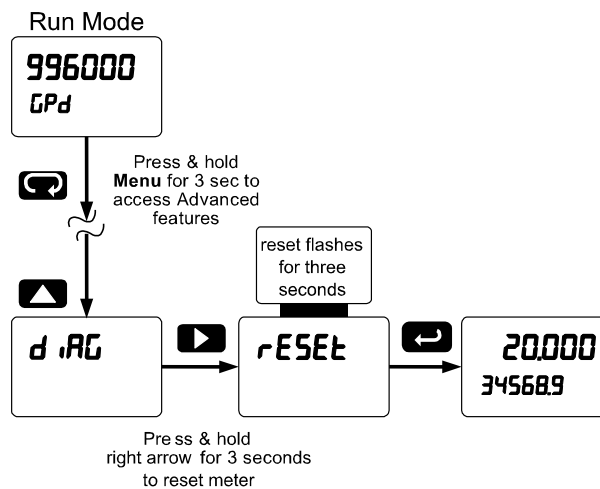 Run Mode
996000
GPd
Press & hold
Menu for 3 sec to
access Advanced
features
reset flashes
for three
seconds
diAG
rESEt
20.000
34568.9
Press & hold
right arrow for 3 seconds
to reset meter